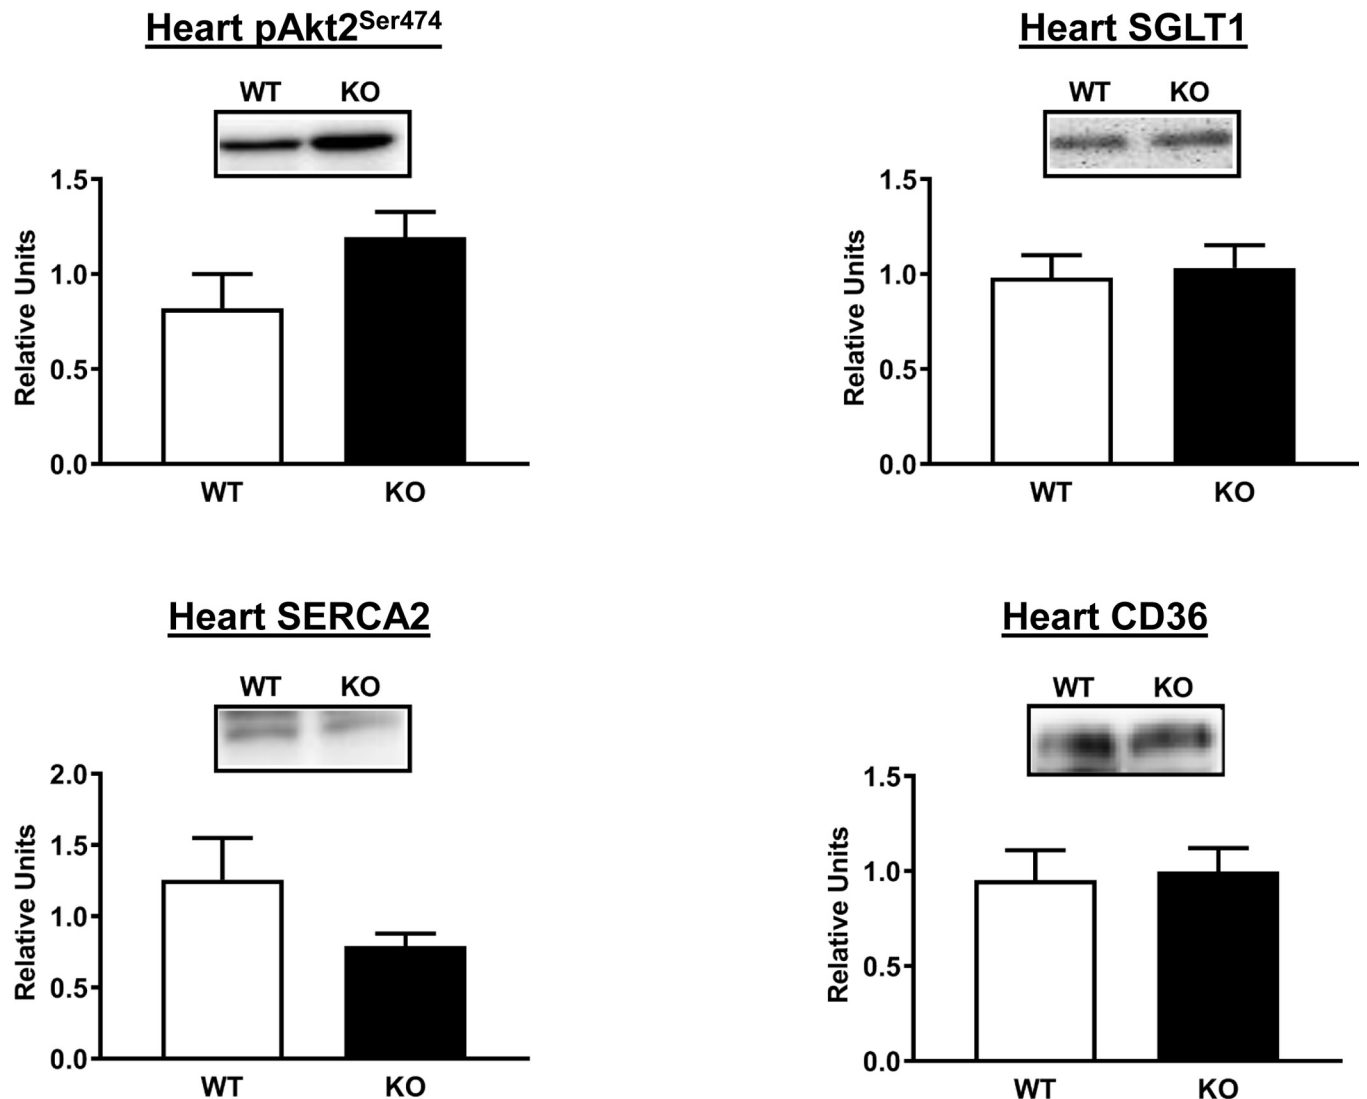 Heart pAkt2Ser474
WT KO
1.5
1.0
0.5
0.0
Relative Units
WT KO
Heart SGLT1
WT KO
1.5
1.0
0.5
0.0
Relative Units
WT KO
Heart SERCA2
WT KO
2.0
1.5
1.0
0.5
0.0
Relative Units
WT KO
Heart CD36
WT KO
1.5
1.0
0.5
0.0
Relative Units
WT KO